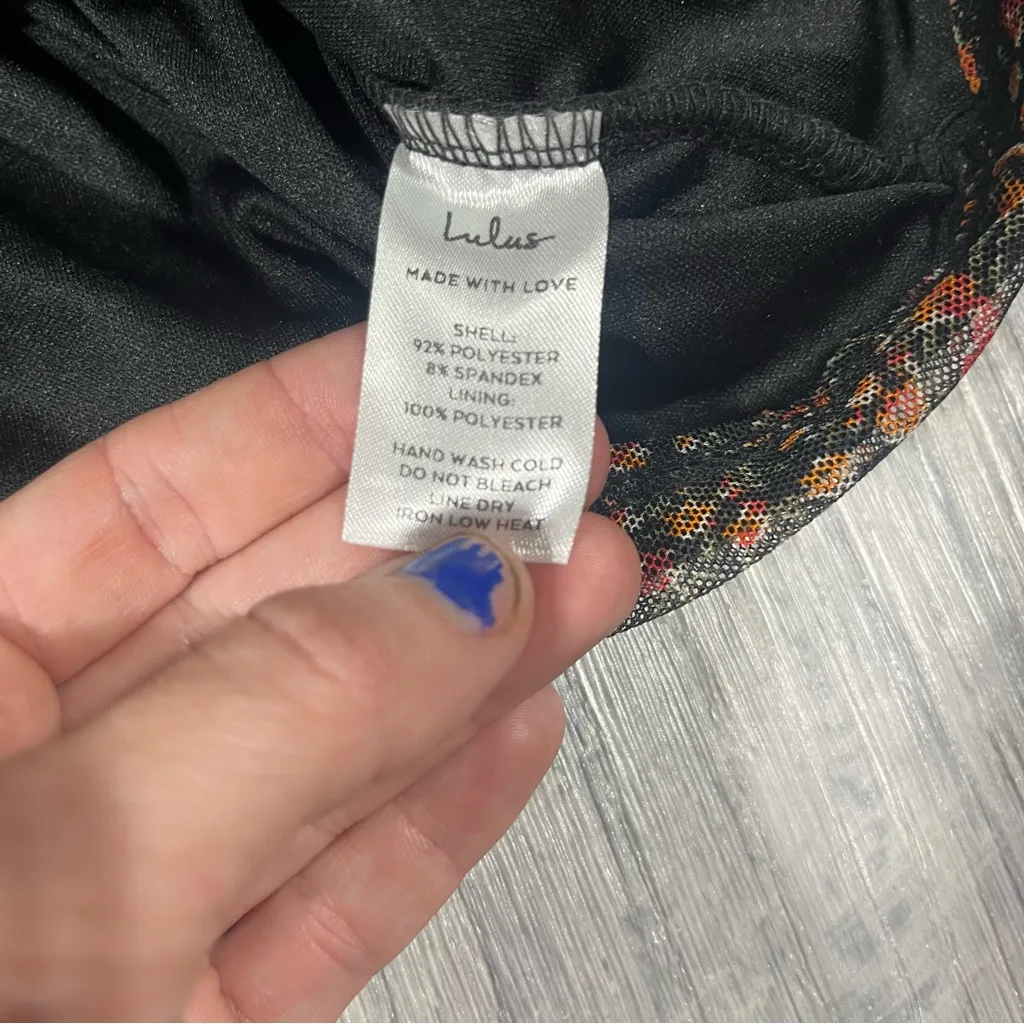 Lulus
MADE WITH LOVE
SHELL:
92% POLYESTER
8% SPANDEX
LINING:
100% POLYESTER
HAND WASH COLD
DO NOT BLEACH
LINE DRY
IRON LOW HEAT